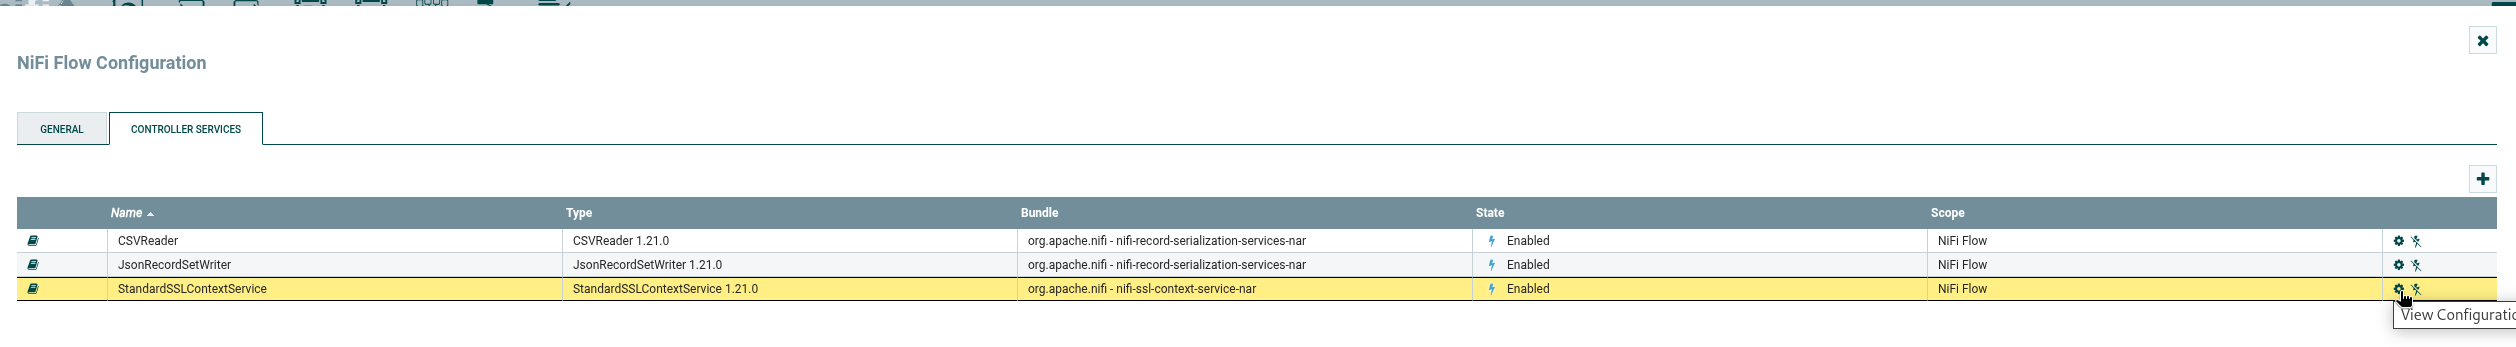 NiFi Flow Configuration
GENERAL
CONTROLLER SERVICES
Name Type Bundle State Scope
CSVReader CSVReader 1.21.0 org.apache.nifi - nifi-record-serialization-services-nar Enabled NiFi Flow
JsonRecordSetWriter JsonRecordSetWriter 1.21.0 org.apache.nifi - nifi-record-serialization-services-nar Enabled NiFi Flow
StandardSSLContextService StandardSSLContextService 1.21.0 org.apache.nifi - nifi-ssl-context-service-nar Enabled NiFi Flow
View Configuratio